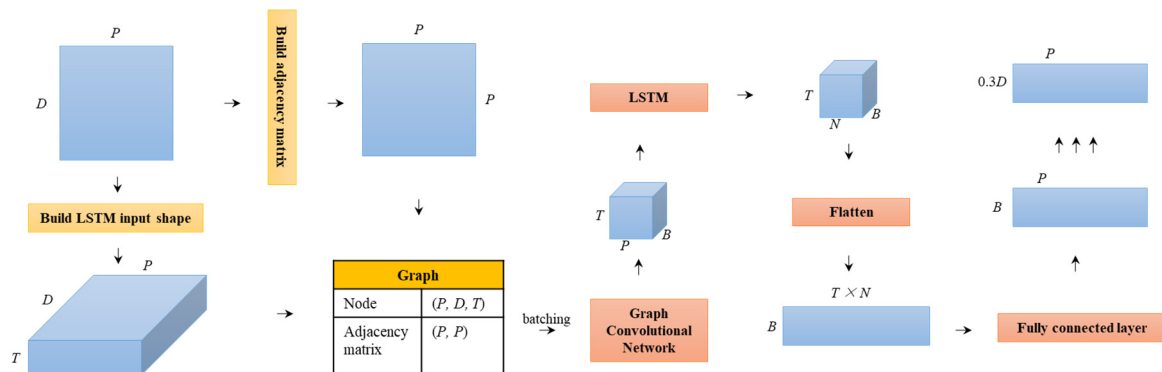 P
D
Build adjacency matrix
P
P
Build LSTM input shape
P
D
T
Graph
Node
(P, D, T)
Adjacency
matrix
(P, P)
batching
LSTM
T
P
B
Graph
Convolutional
Network
T
N
B
Flatten
T × N
B
Fully connected layer
P
B
P
0.3D